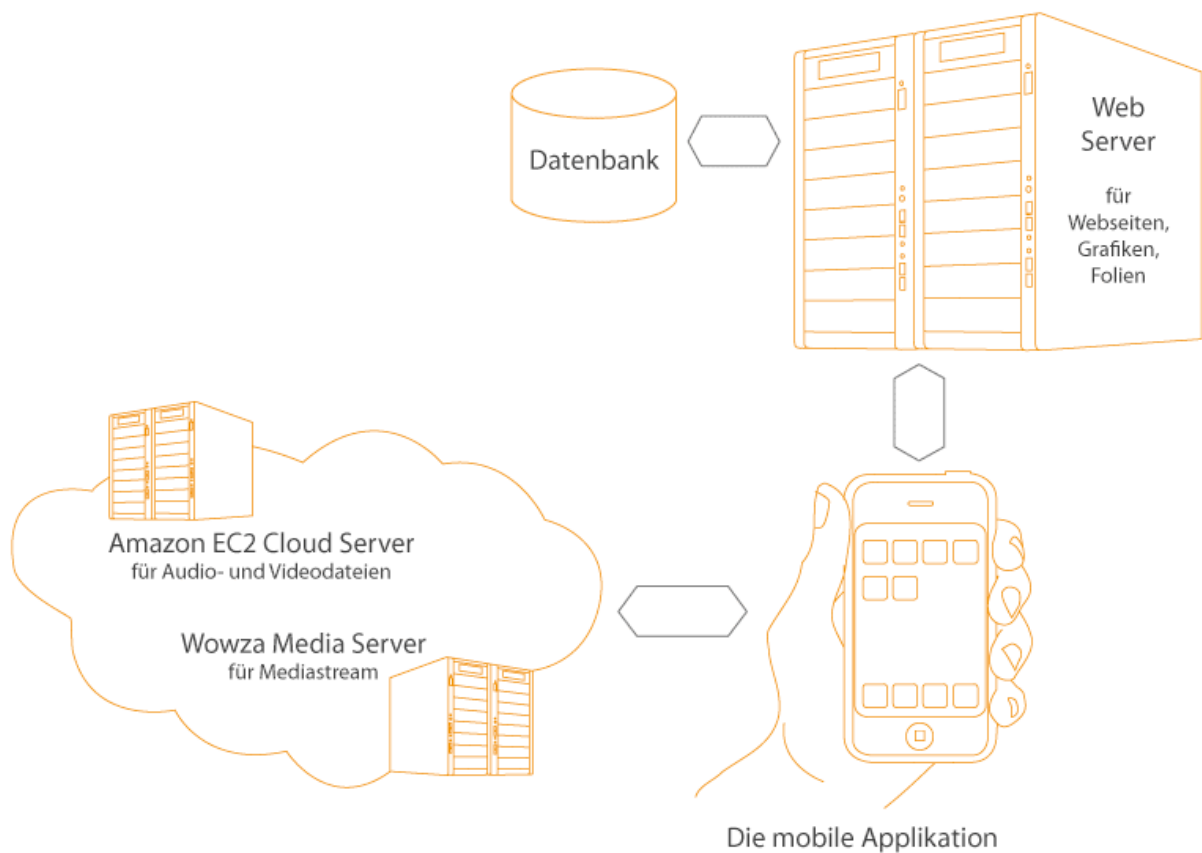 Datenbank
Web
Server
für
Webseiten,
Grafiken,
Folien
Amazon EC2 Cloud Server
für Audio- und Videodateien
Wowza Media Server
für Mediastream
Die mobile Applikation